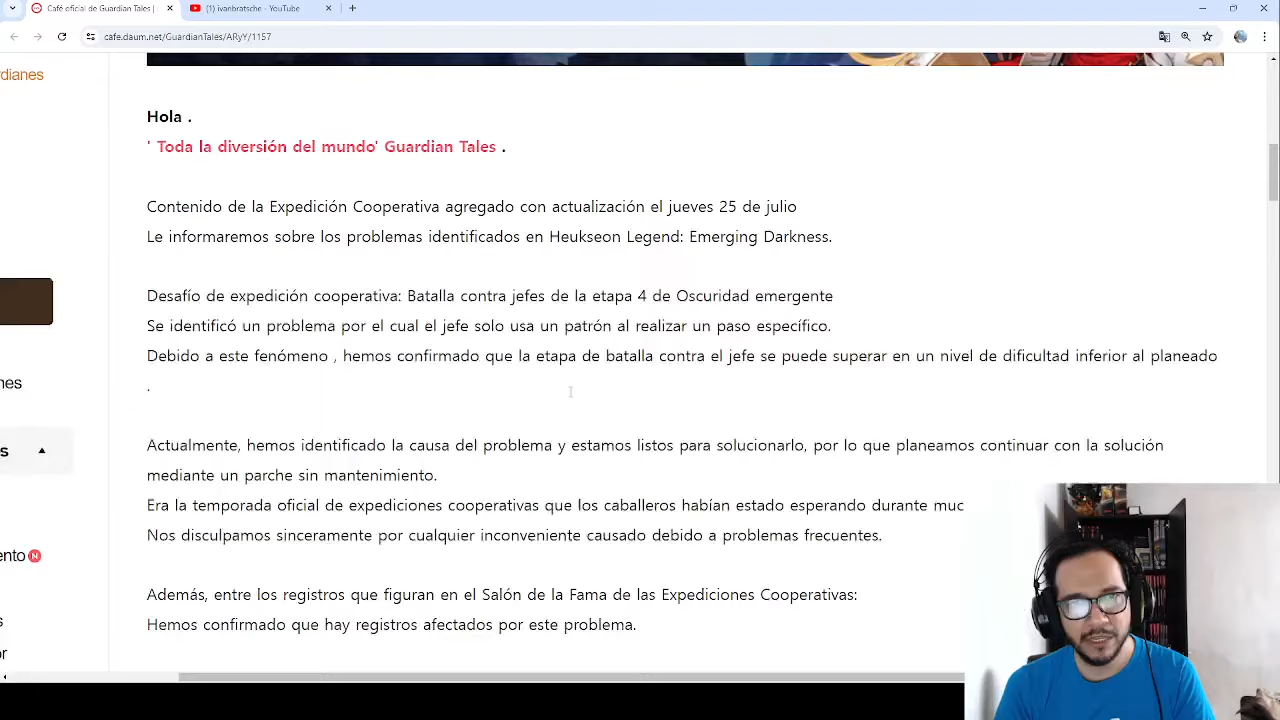 Café oficial de Guardian Tales |
(1) ivanbratsche - YouTube
cafe.daum.net/GuardianTales/ARyY/1157
rdianes
Hola .
' Toda la diversión del mundo' Guardian Tales .
Contenido de la Expedición Cooperativa agregado con actualización el jueves 25 de julio
Le informaremos sobre los problemas identificados en Heukseon Legend: Emerging Darkness.
Desafío de expedición cooperativa: Batalla contra jefes de la etapa 4 de Oscuridad emergente
Se identificó un problema por el cual el jefe solo usa un patrón al realizar un paso específico.
Debido a este fenómeno , hemos confirmado que la etapa de batalla contra el jefe se puede superar en un nivel de dificultad inferior al planeado
.
nes
s
Actualmente, hemos identificado la causa del problema y estamos listos para solucionarlo, por lo que planeamos continuar con la solución
mediante un parche sin mantenimiento.
Era la temporada oficial de expediciones cooperativas que los caballeros habían estado esperando durante muc
Nos disculpamos sinceramente por cualquier inconveniente causado debido a problemas frecuentes.
ento N
Además, entre los registros que figuran en el Salón de la Fama de las Expediciones Cooperativas:
Hemos confirmado que hay registros afectados por este problema.
s
or